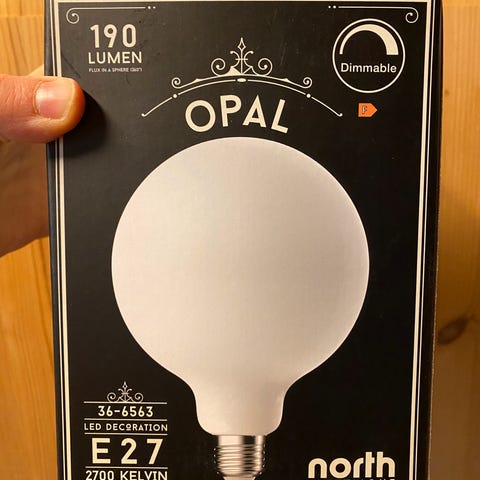 190
LUMEN
FLUX IN A SPHERE (360°)
Dimmable
OPAL
36-6563
LED DECORATION
E27
2700 KELVIN
north